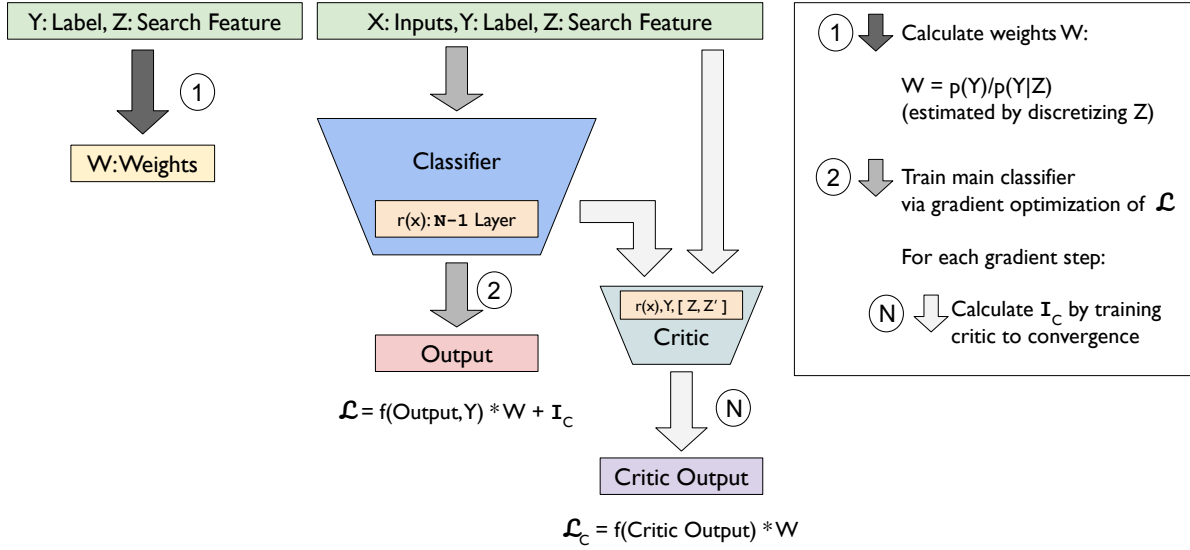 Y: Label, Z: Search Feature
X: Inputs, Y: Label, Z: Search Feature
1
W: Weights
Classifier
r(x): N-1 Layer
2
Output
ℒ = f(Output, Y) * W + I_C
r(x), Y, [ Z, Z' ]
Critic
N
Critic Output
ℒ_C = f(Critic Output) * W
1
Calculate weights W:
W = p(Y)/p(Y|Z)
(estimated by discretizing Z)
2
Train main classifier
via gradient optimization of ℒ
For each gradient step:
N
Calculate I_C by training
critic to convergence